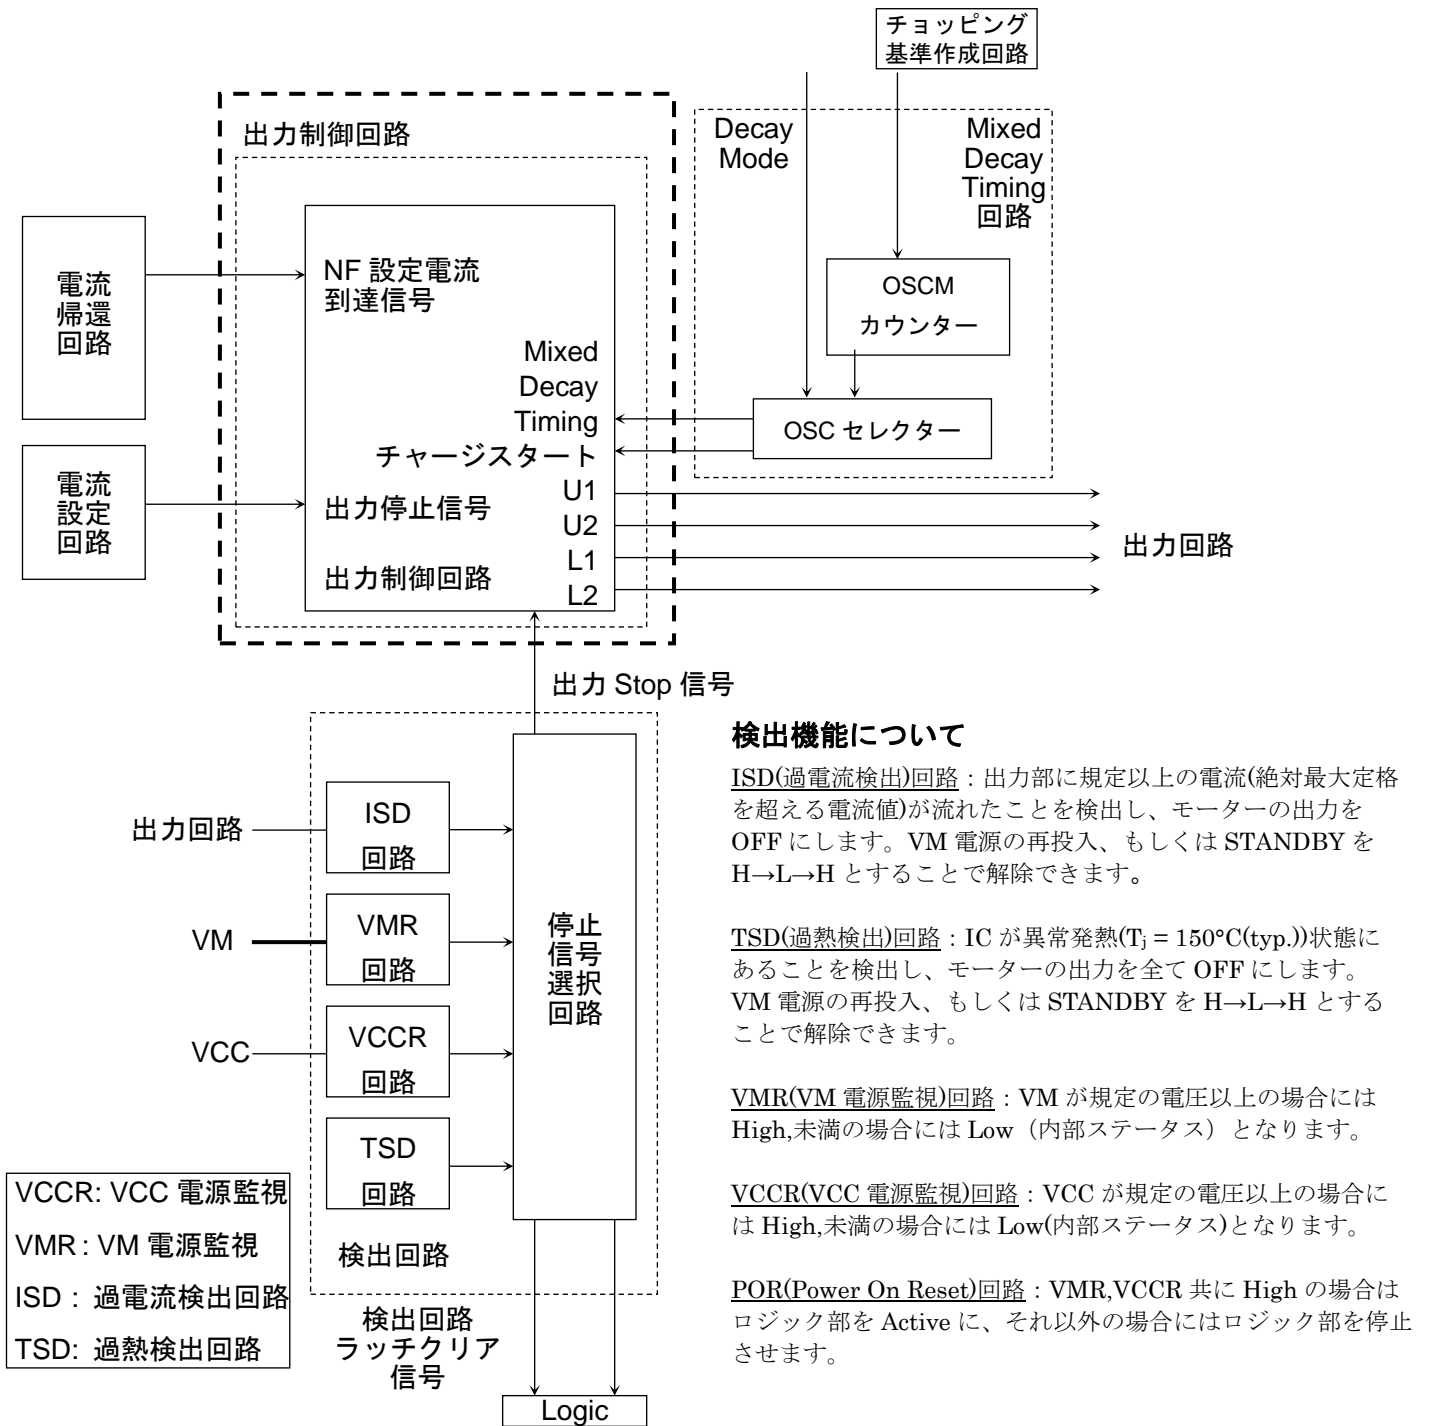 チョッピング
基準作成回路
出力制御回路
Decay
Mode
Mixed
Decay
Timing
回路
電流
帰還
回路
NF 設定電流
到達信号
OSCM
カウンター
Mixed
Decay
Timing
チャージスタート
OSC セレクター
電流
設定
回路
出力停止信号
出力制御回路
U1
U2
L1
L2
出力回路
出力 Stop 信号
出力回路
ISD
回路
VM
VMR
回路
VCC
VCCR
回路
TSD
回路
停止
信号
選択
回路
検出回路
VCCR: VCC 電源監視
VMR : VM 電源監視
ISD : 過電流検出回路
TSD: 過熱検出回路
検出回路
ラッチクリア
信号
Logic
検出機能について
ISD(過電流検出)回路：出力部に規定以上の電流(絶対最大定格
を超える電流値)が流れたことを検出し、モーターの出力を
OFF にします。VM 電源の再投入、もしくは STANDBY を
H→L→H とすることで解除できます。
TSD(過熱検出)回路：IC が異常発熱(Tj = 150°C(typ.))状態に
あることを検出し、モーターの出力を全て OFF にします。
VM 電源の再投入、もしくは STANDBY を H→L→H とする
ことで解除できます。
VMR(VM 電源監視)回路：VM が規定の電圧以上の場合には
High,未満の場合には Low（内部ステータス）となります。
VCCR(VCC 電源監視)回路：VCC が規定の電圧以上の場合に
は High,未満の場合には Low(内部ステータス)となります。
POR(Power On Reset)回路：VMR,VCCR 共に High の場合は
ロジック部を Active に、それ以外の場合にはロジック部を停止
させます。